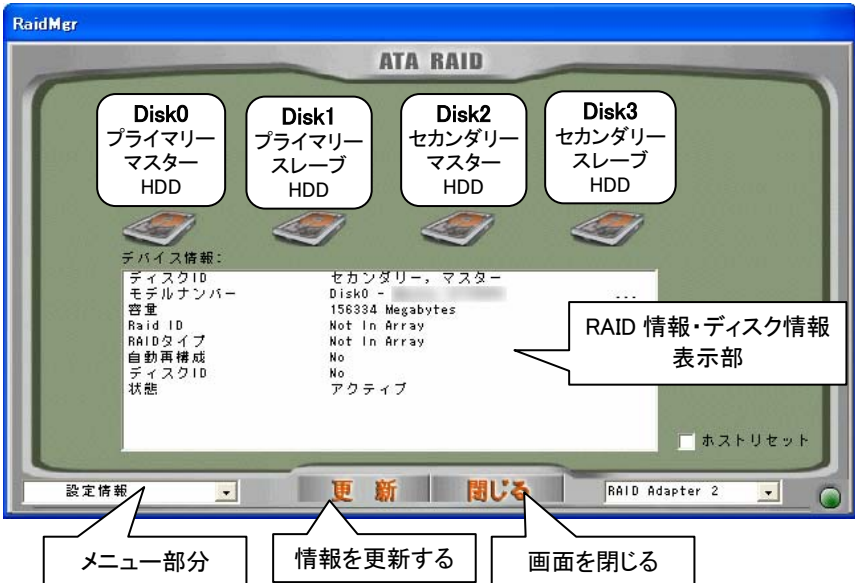 RaidMgr
ATA RAID
Disk0
プライマリー
マスター
HDD
Disk1
プライマリー
スレーブ
HDD
Disk2
セカンダリー
マスター
HDD
Disk3
セカンダリー
スレーブ
HDD
デバイス情報:
ディスクID セカンダリー, マスター
モデルナンバー Disk0 - ...
容量 156334 Megabytes
Raid ID Not In Array
RAIDタイプ Not In Array
自動再構成 No
ディスクID No
状態 アクティブ
RAID 情報・ディスク情報
表示部
ホストリセット
設定情報
更 新
閉じる
RAID Adapter 2
メニュー部分
情報を更新する
画面を閉じる